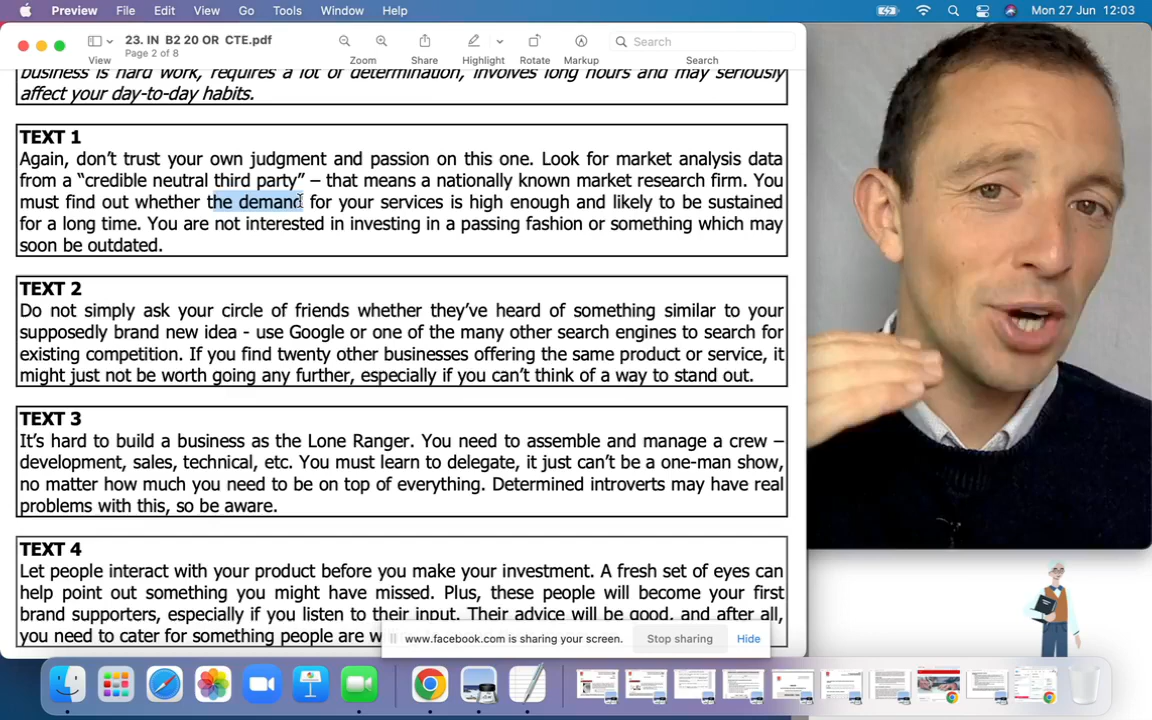 Preview File Edit View Go Tools Window Help Mon 27 Jun 12:03
23. IN B2 20 OR CTE.pdf
Page 2 of 8
Search
View Zoom Share Highlight Rotate Markup Search
business is hard work, requires a lot of determination, involves long hours and may seriously
affect your day-to-day habits.
TEXT 1
Again, don't trust your own judgment and passion on this one. Look for market analysis data
from a “credible neutral third party” – that means a nationally known market research firm. You
must find out whether the demand for your services is high enough and likely to be sustained
for a long time. You are not interested in investing in a passing fashion or something which may
soon be outdated.
TEXT 2
Do not simply ask your circle of friends whether they've heard of something similar to your
supposedly brand new idea - use Google or one of the many other search engines to search for
existing competition. If you find twenty other businesses offering the same product or service, it
might just not be worth going any further, especially if you can't think of a way to stand out.
TEXT 3
It's hard to build a business as the Lone Ranger. You need to assemble and manage a crew –
development, sales, technical, etc. You must learn to delegate, it just can't be a one-man show,
no matter how much you need to be on top of everything. Determined introverts may have real
problems with this, so be aware.
TEXT 4
Let people interact with your product before you make your investment. A fresh set of eyes can
help point out something you might have missed. Plus, these people will become your first
brand supporters, especially if you listen to their input. Their advice will be good, and after all,
you need to cater for something people are
www.facebook.com is sharing your screen. Stop sharing Hide